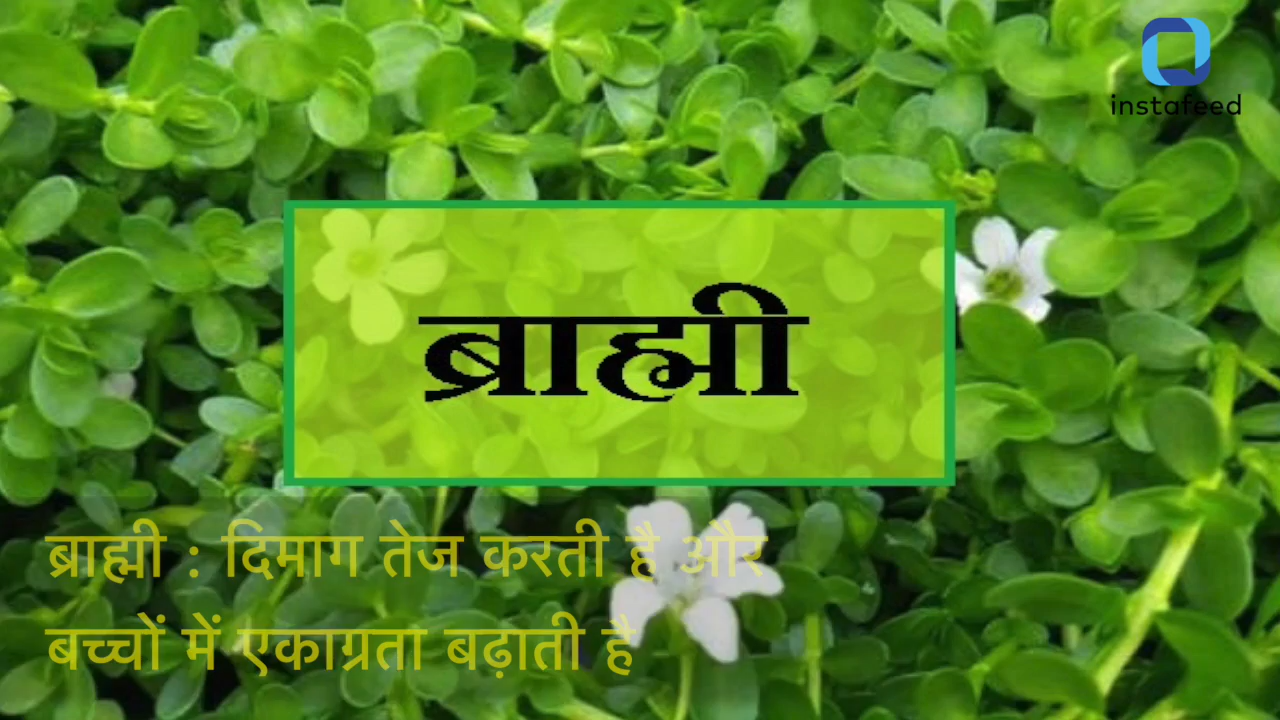 instafeed
ब्राह्मी
ब्राह्मी : दिमाग तेज करती है और
बच्चों में एकाग्रता बढ़ाती है